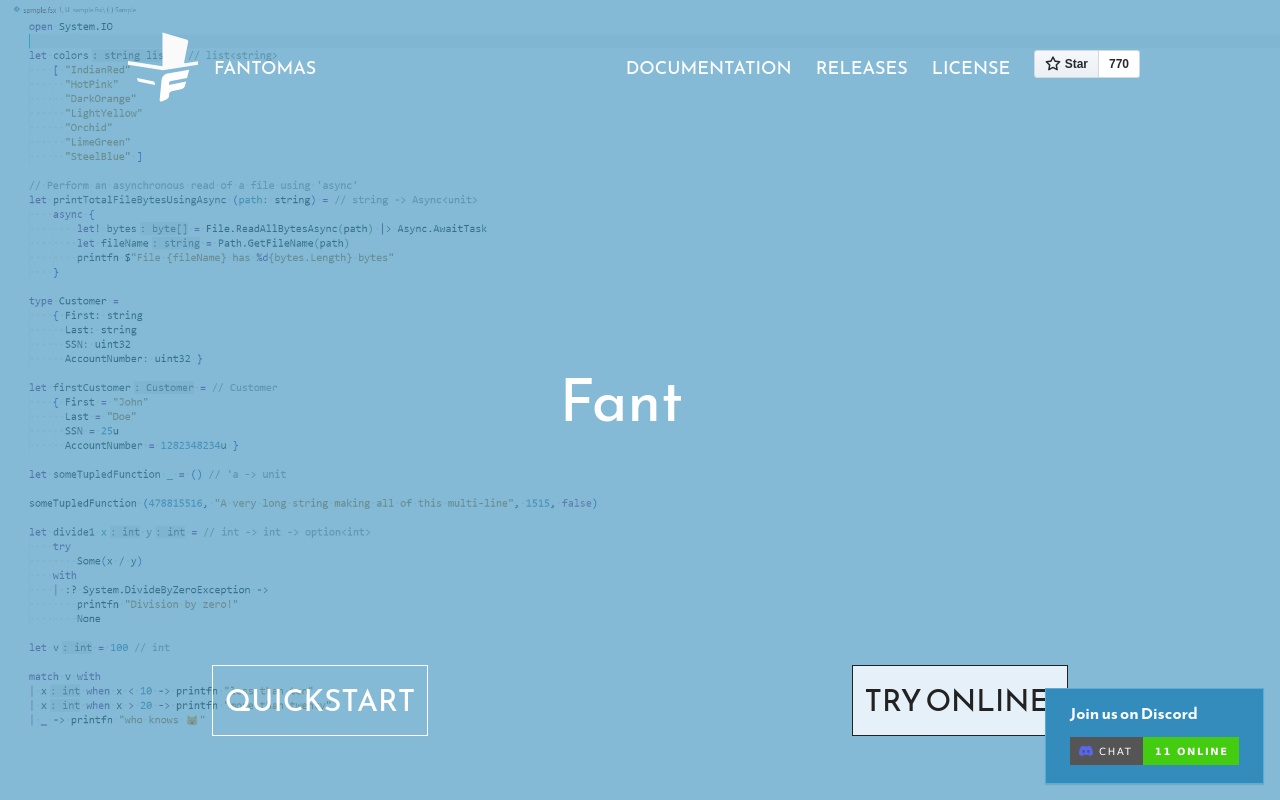 sample.fsx
open System.IO
let colors : string lis // list<string>
[ "IndianRed"
"HotPink"
"DarkOrange"
"LightYellow"
"Orchid"
"LimeGreen"
"SteelBlue" ]
FANTOMAS
DOCUMENTATION
RELEASES
LICENSE
Star 770
// Perform an asynchronous read of a file using 'async'
let printTotalFileBytesUsingAsync (path: string) = // string -> Async<unit>
async {
let! bytes : byte[] = File.ReadAllBytesAsync(path) |> Async.AwaitTask
let fileName : string = Path.GetFileName(path)
printfn $"File {fileName} has %d{bytes.Length} bytes"
}
type Customer =
{ First: string
Last: string
SSN: uint32
AccountNumber: uint32 }
let firstCustomer : Customer = // Customer
{ First = "John"
Last = "Doe"
SSN = 25u
AccountNumber = 1282348234u }
Fant
let someTupledFunction _ = () // 'a -> unit
someTupledFunction (478815516, "A very long string making all of this multi-line", 1515, false)
let divide1 x : int y : int = // int -> int -> option<int>
try
Some(x / y)
with
| :? System.DivideByZeroException ->
printfn "Division by zero!"
None
let v : int = 100 // int
match v with
| x : int when x < 10 -> printfn
| x : int when x > 20 -> printfn
| _ -> printfn "who knows 🐱"
QUICKSTART
TRY ONLINE
Join us on Discord
CHAT 11 ONLINE